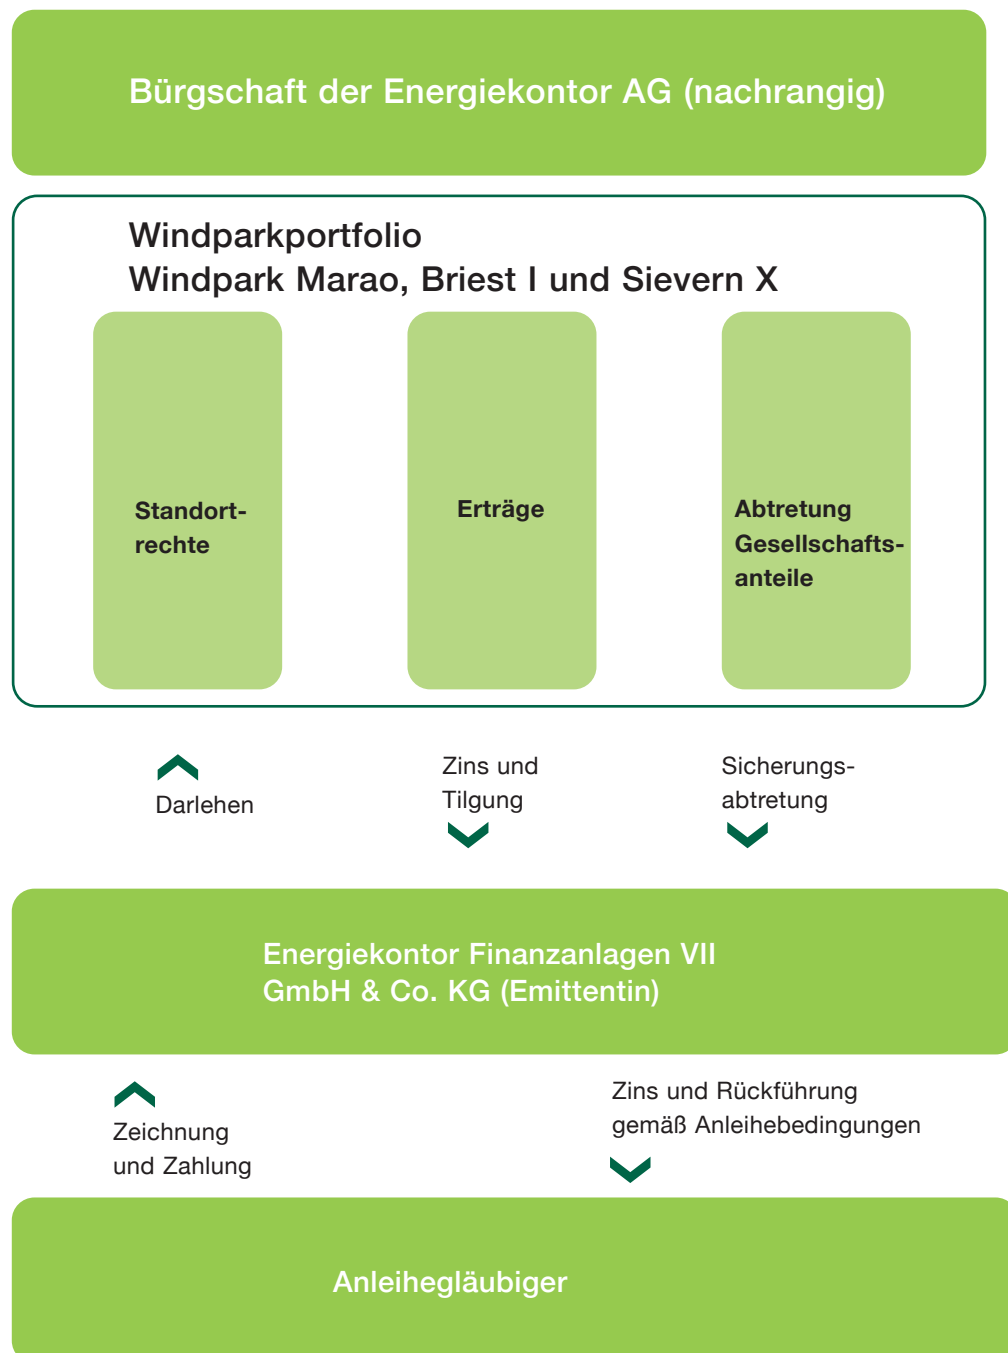 Bürgschaft der Energiekontor AG (nachrangig)
Windparkportfolio
Windpark Marao, Briest I und Sievern X
Standort-
rechte
Erträge
Abtretung
Gesellschafts-
anteile
Darlehen
Zins und
Tilgung
Sicherungs-
abtretung
Energiekontor Finanzanlagen VII
GmbH & Co. KG (Emittentin)
Zeichnung
und Zahlung
Zins und Rückführung
gemäß Anleihebedingungen
Anleihegläubiger